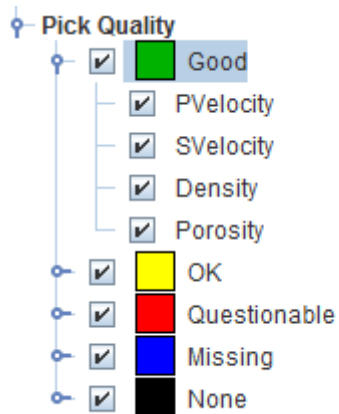 Pick Quality
Good
PVelocity
SVelocity
Density
Porosity
OK
Questionable
Missing
None